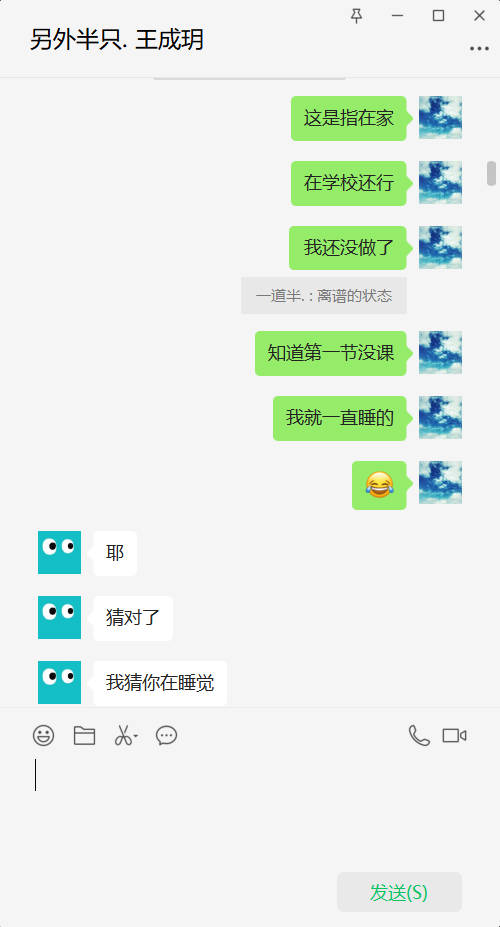 另外半只. 王成玥
这是指在家
在学校还行
我还没做了
一道半. : 离谱的状态
知道第一节没课
我就一直睡的
😂
耶
猜对了
我猜你在睡觉
发送(S)